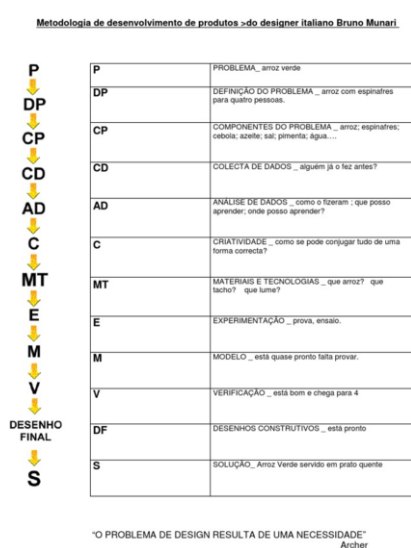 Metodologia de desenvolvimento de produtos >do designer italiano Bruno Munari
P
DP
CP
CD
AD
C
MT
E
M
V
DESENHO
FINAL
S
P PROBLEMA_ arroz verde
DP DEFINIÇÃO DO PROBLEMA _ arroz com espinafres
para quatro pessoas.
CP COMPONENTES DO PROBLEMA _ arroz; espinafres;
cebola; azeite; sal; pimenta; água….
CD COLECTA DE DADOS _ alguém já o fez antes?
AD ANÁLISE DE DADOS _ como o fizeram ; que posso
aprender; onde posso aprender?
C CRIATIVIDADE _ como se pode conjugar tudo de uma
forma correcta?
MT MATERIAIS E TECNOLOGIAS _ que arroz? que
tacho? que lume?
E EXPERIMENTAÇÃO _ prova, ensaio.
M MODELO _ está quase pronto falta provar.
V VERIFICAÇÃO _ está bom e chega para 4
DF DESENHOS CONSTRUTIVOS _ está pronto
S SOLUÇÃO_ Arroz Verde servido em prato quente
“O PROBLEMA DE DESIGN RESULTA DE UMA NECESSIDADE”
Archer